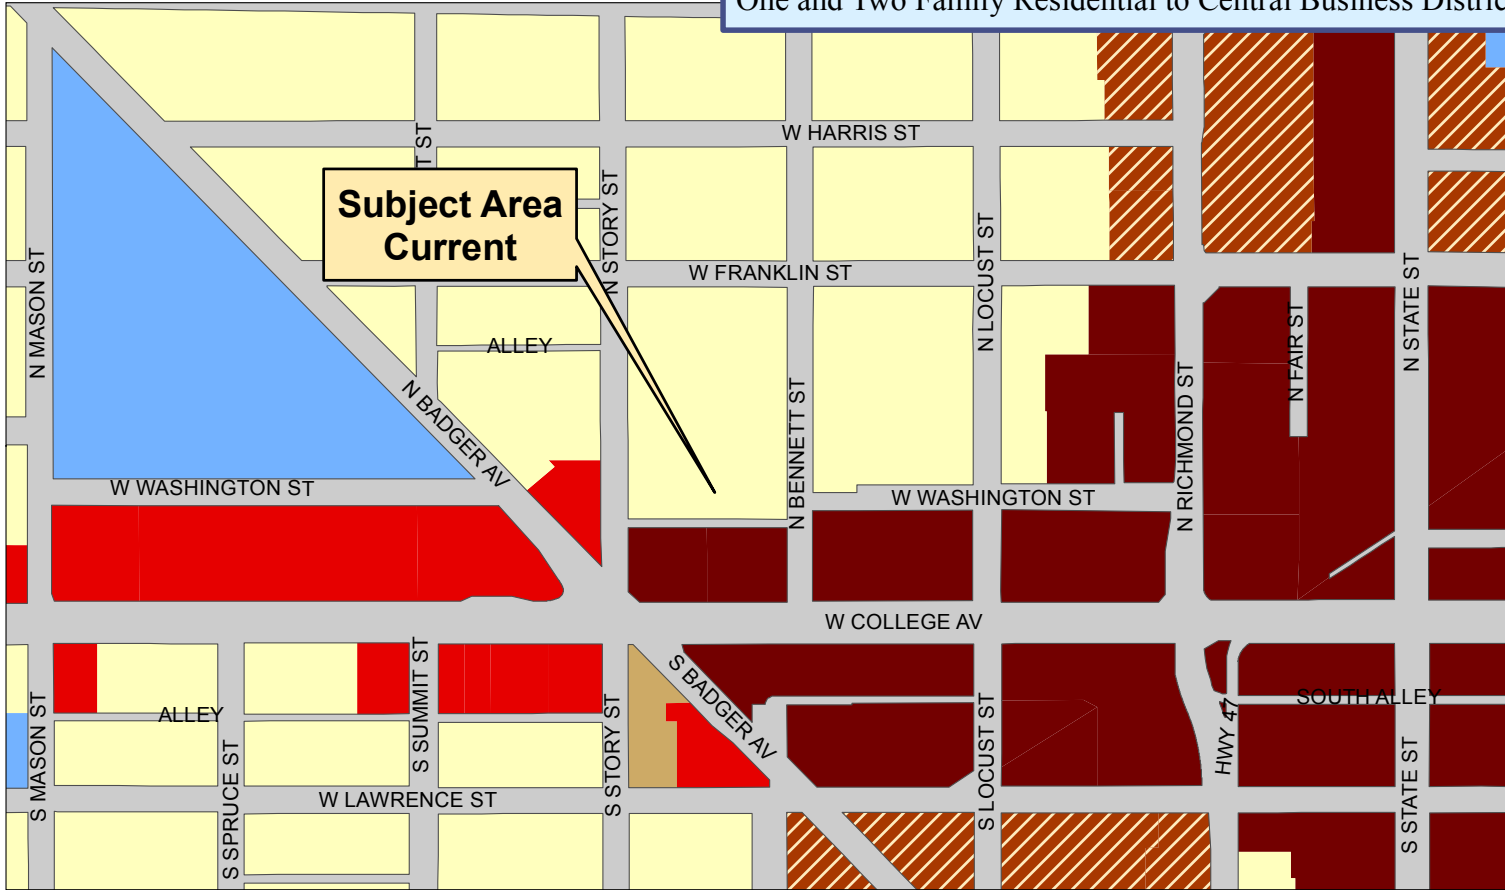 One and Two Family Residential to Central Business Distric
W HARRIS ST
T ST
Subject Area
Current
N STORY ST
W FRANKLIN ST
N LOCUST ST
N MASON ST
N STATE ST
N FAIR ST
ALLEY
N RICHMOND ST
N BENNETT ST
N BADGER AV
W WASHINGTON ST
W WASHINGTON ST
W COLLEGE AV
S BADGER AV
S SUMMIT ST
S MASON ST
ALLEY
S SPRUCE ST
S STORY ST
S LOCUST ST
HWY 47
SOUTH ALLEY
S STATE ST
W LAWRENCE ST